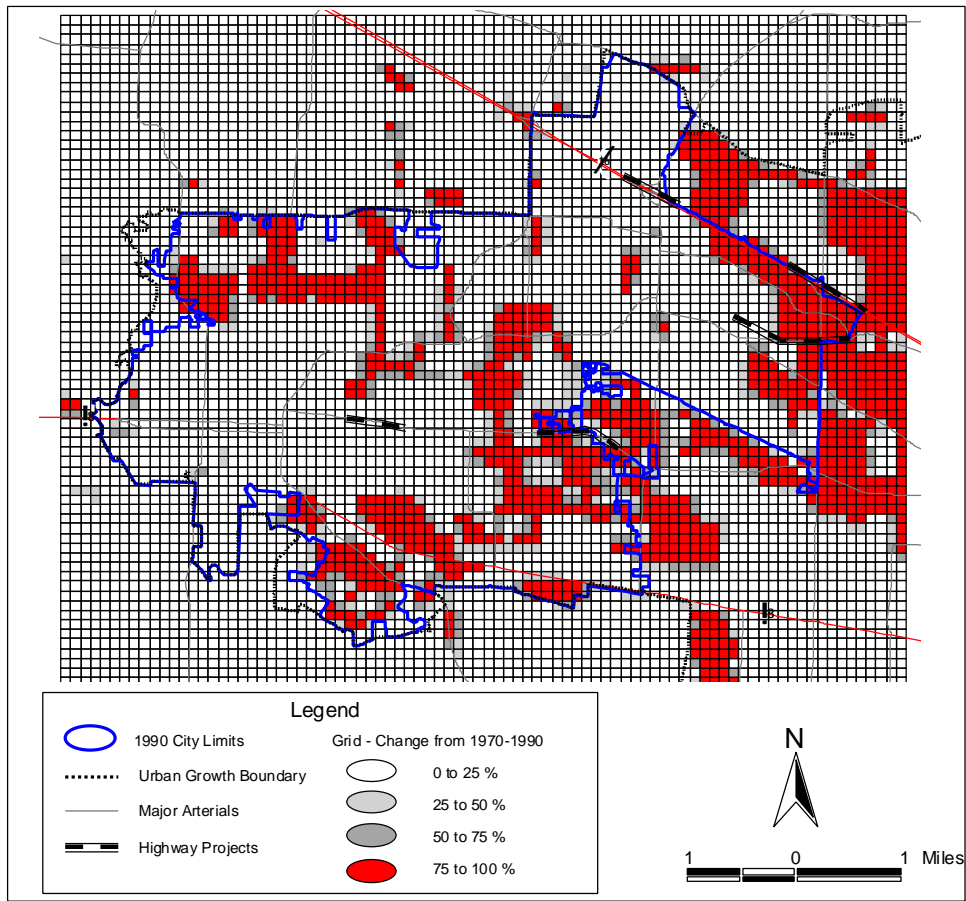 Legend
1990 City Limits
Urban Growth Boundary
Major Arterials
Highway Projects
Grid - Change from 1970-1990
0 to 25 %
25 to 50 %
50 to 75 %
75 to 100 %
N
1 0 1 Miles